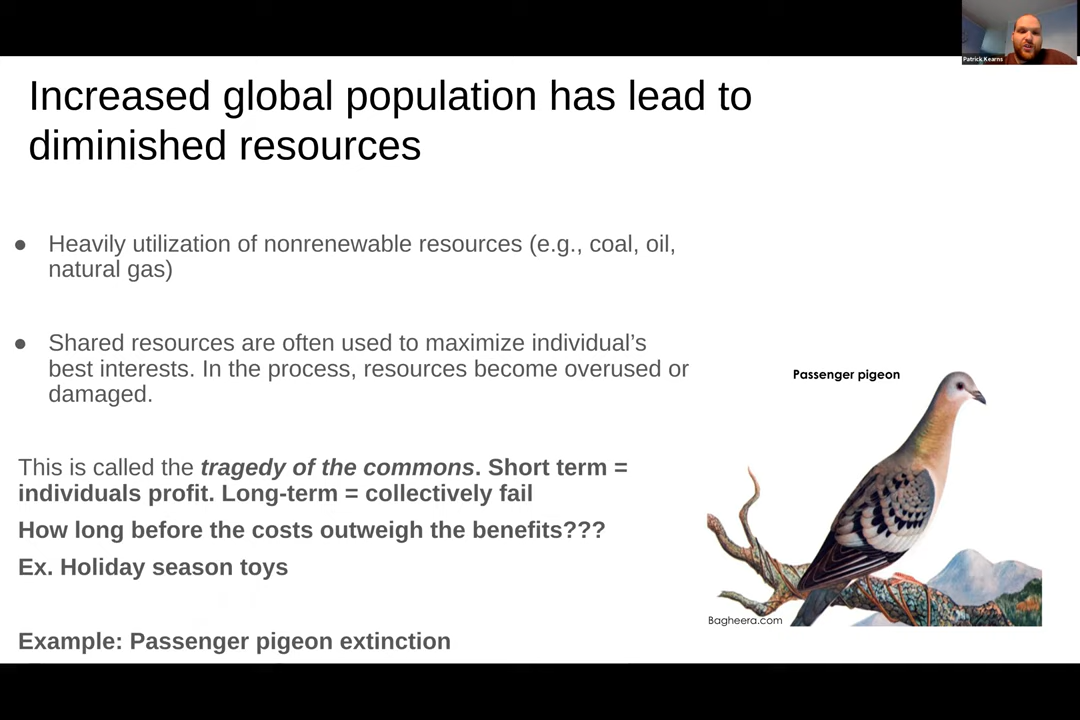 Patrick Kearns
Increased global population has lead to
diminished resources
● Heavily utilization of nonrenewable resources (e.g., coal, oil,
natural gas)
● Shared resources are often used to maximize individual’s
best interests. In the process, resources become overused or
damaged.
This is called the tragedy of the commons. Short term =
individuals profit. Long-term = collectively fail
How long before the costs outweigh the benefits???
Ex. Holiday season toys
Example: Passenger pigeon extinction
Passenger pigeon
Bagheera.com